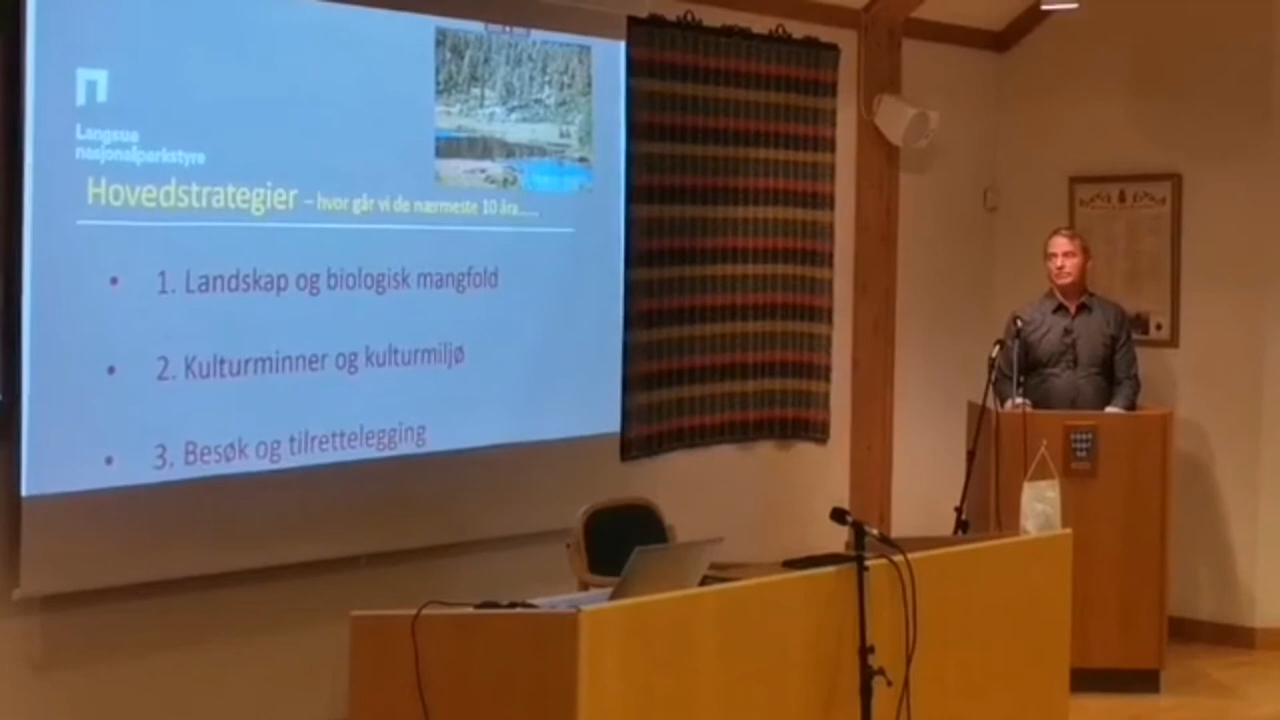 Langsua
nasjonalparkstyre
Hovedstrategier – hvor går vi de nærmeste 10 åra.....
• 1. Landskap og biologisk mangfold
• 2. Kulturminner og kulturmiljø
• 3. Besøk og tilrettelegging